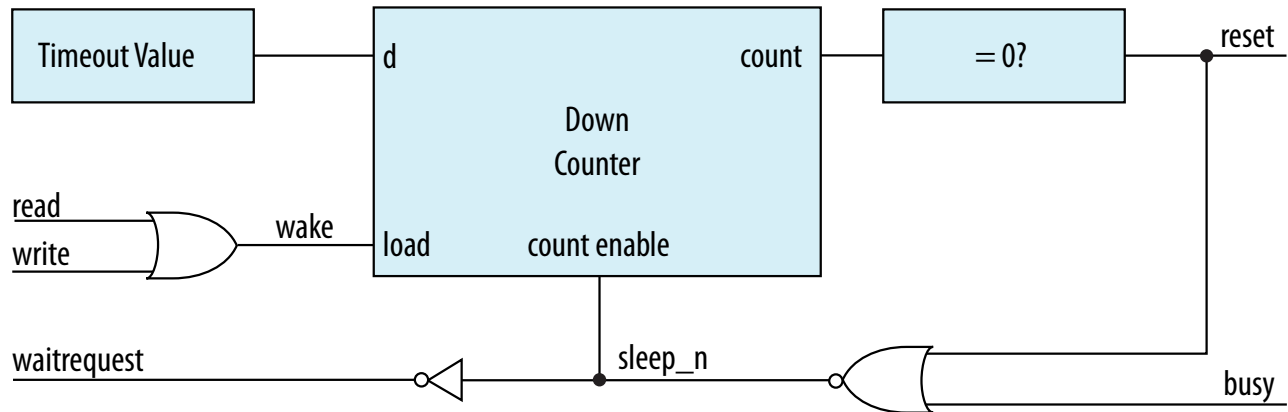 Timeout Value
d
count
= 0?
reset
Down
Counter
read
write
wake
load
count enable
waitrequest
sleep_n
busy